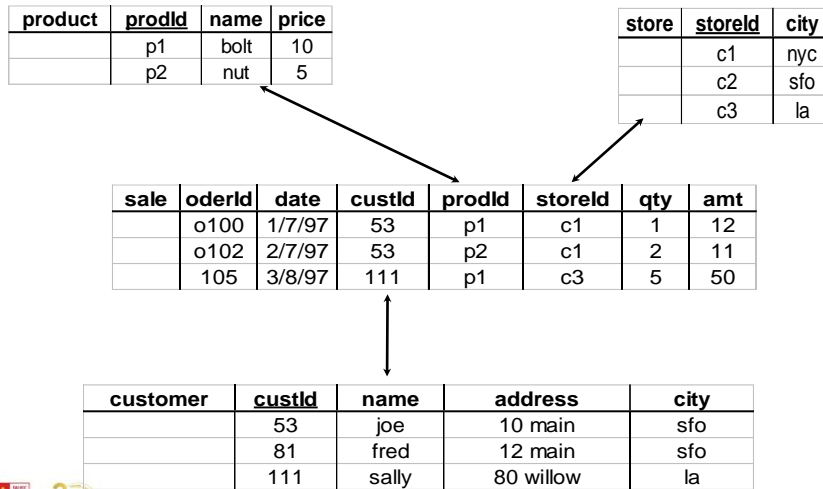 product prodId name price
p1 bolt 10
p2 nut 5
store storeId city
c1 nyc
c2 sfo
c3 la
sale oderId date custId prodId storeId qty amt
o100 1/7/97 53 p1 c1 1 12
o102 2/7/97 53 p2 c1 2 11
105 3/8/97 111 p1 c3 5 50
customer custId name address city
53 joe 10 main sfo
81 fred 12 main sfo
111 sally 80 willow la